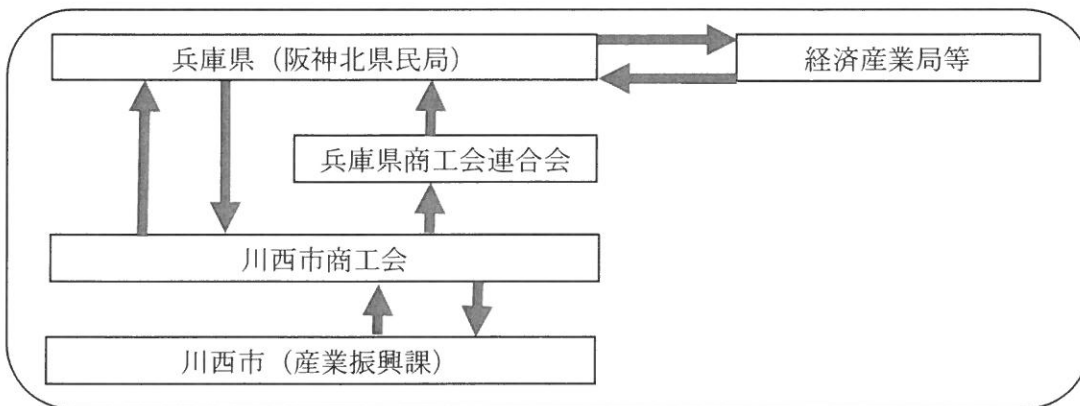 兵庫県（阪神北県民局）
経済産業局等
兵庫県商工会連合会
川西市商工会
川西市（産業振興課）